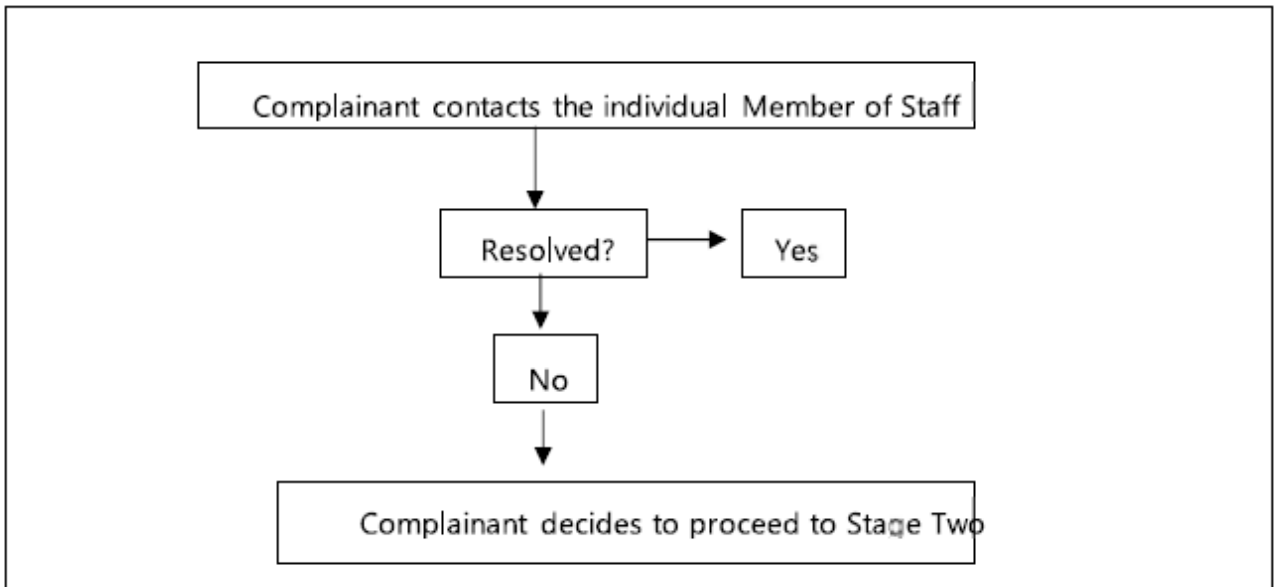 Complainant contacts the individual Member of Staff
Resolved?
Yes
No
Complainant decides to proceed to Stage Two